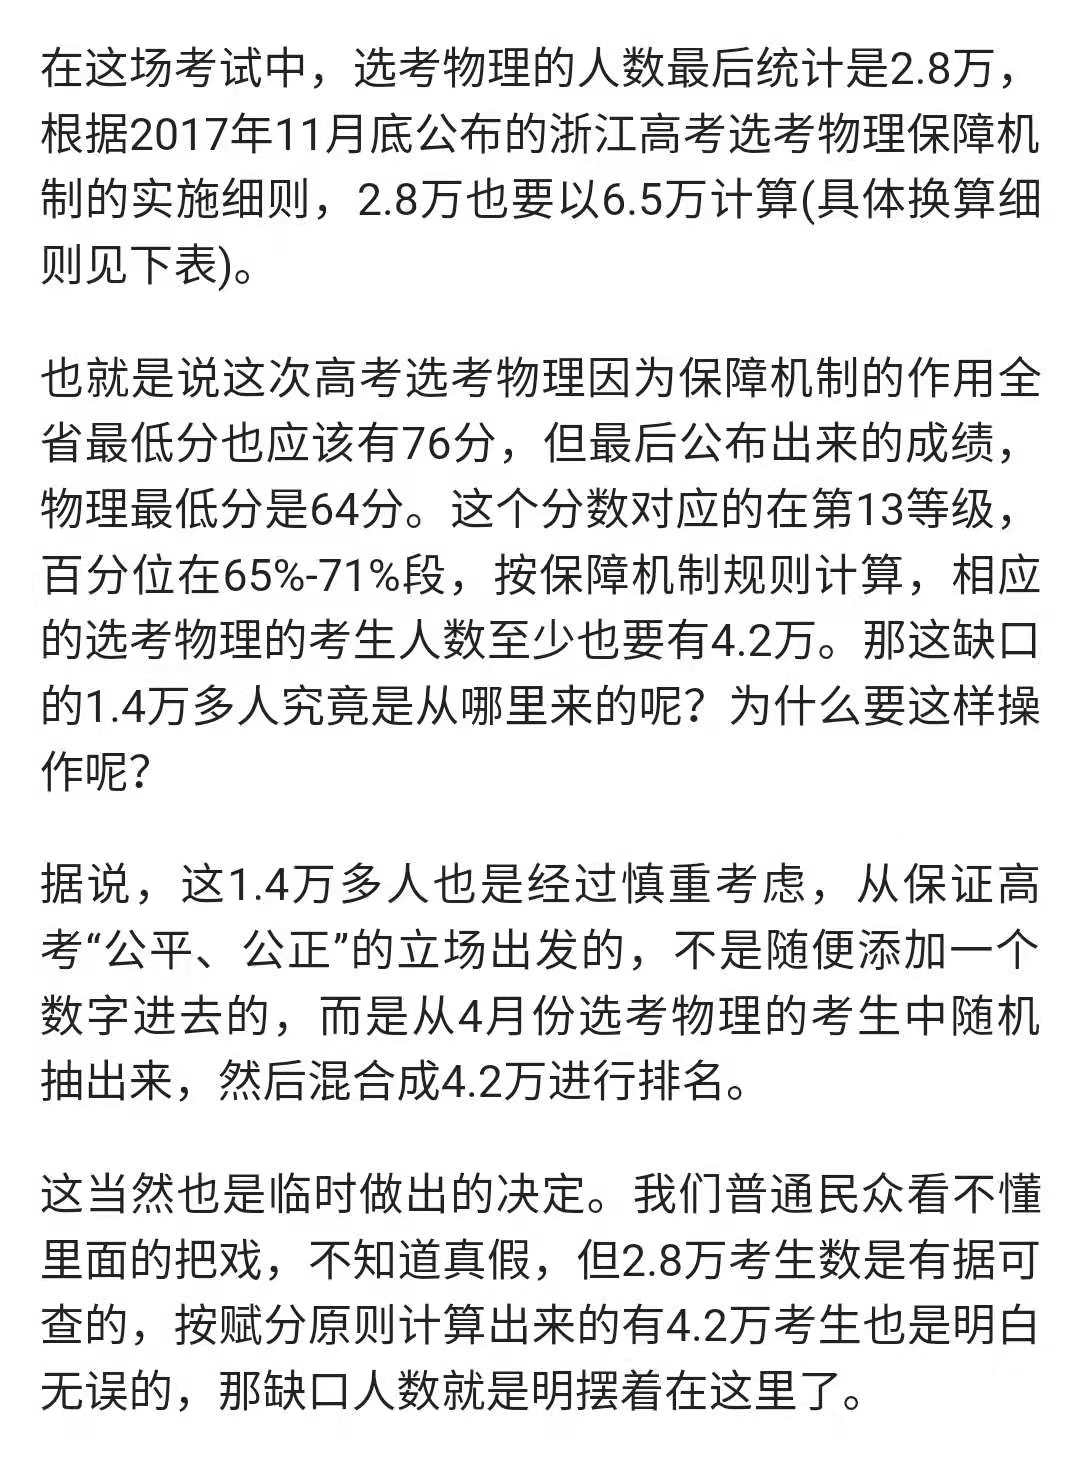 在这场考试中，选考物理的人数最后统计是2.8万，
根据2017年11月底公布的浙江高考选考物理保障机
制的实施细则，2.8万也要以6.5万计算(具体换算细
则见下表)。
也就是说这次高考选考物理因为保障机制的作用全
省最低分也应该有76分，但最后公布出来的成绩，
物理最低分是64分。这个分数对应的在第13等级，
百分位在65%-71%段，按保障机制规则计算，相应
的选考物理的考生人数至少也要有4.2万。那这缺口
的1.4万多人究竟是从哪里来的呢？为什么要这样操
作呢？
据说，这1.4万多人也是经过慎重考虑，从保证高
考“公平、公正”的立场出发的，不是随便添加一个
数字进去的，而是从4月份选考物理的考生中随机
抽出来，然后混合成4.2万进行排名。
这当然也是临时做出的决定。我们普通民众看不懂
里面的把戏，不知道真假，但2.8万考生数是有据可
查的，按赋分原则计算出来的有4.2万考生也是明白
无误的，那缺口人数就是明摆着在这里了。